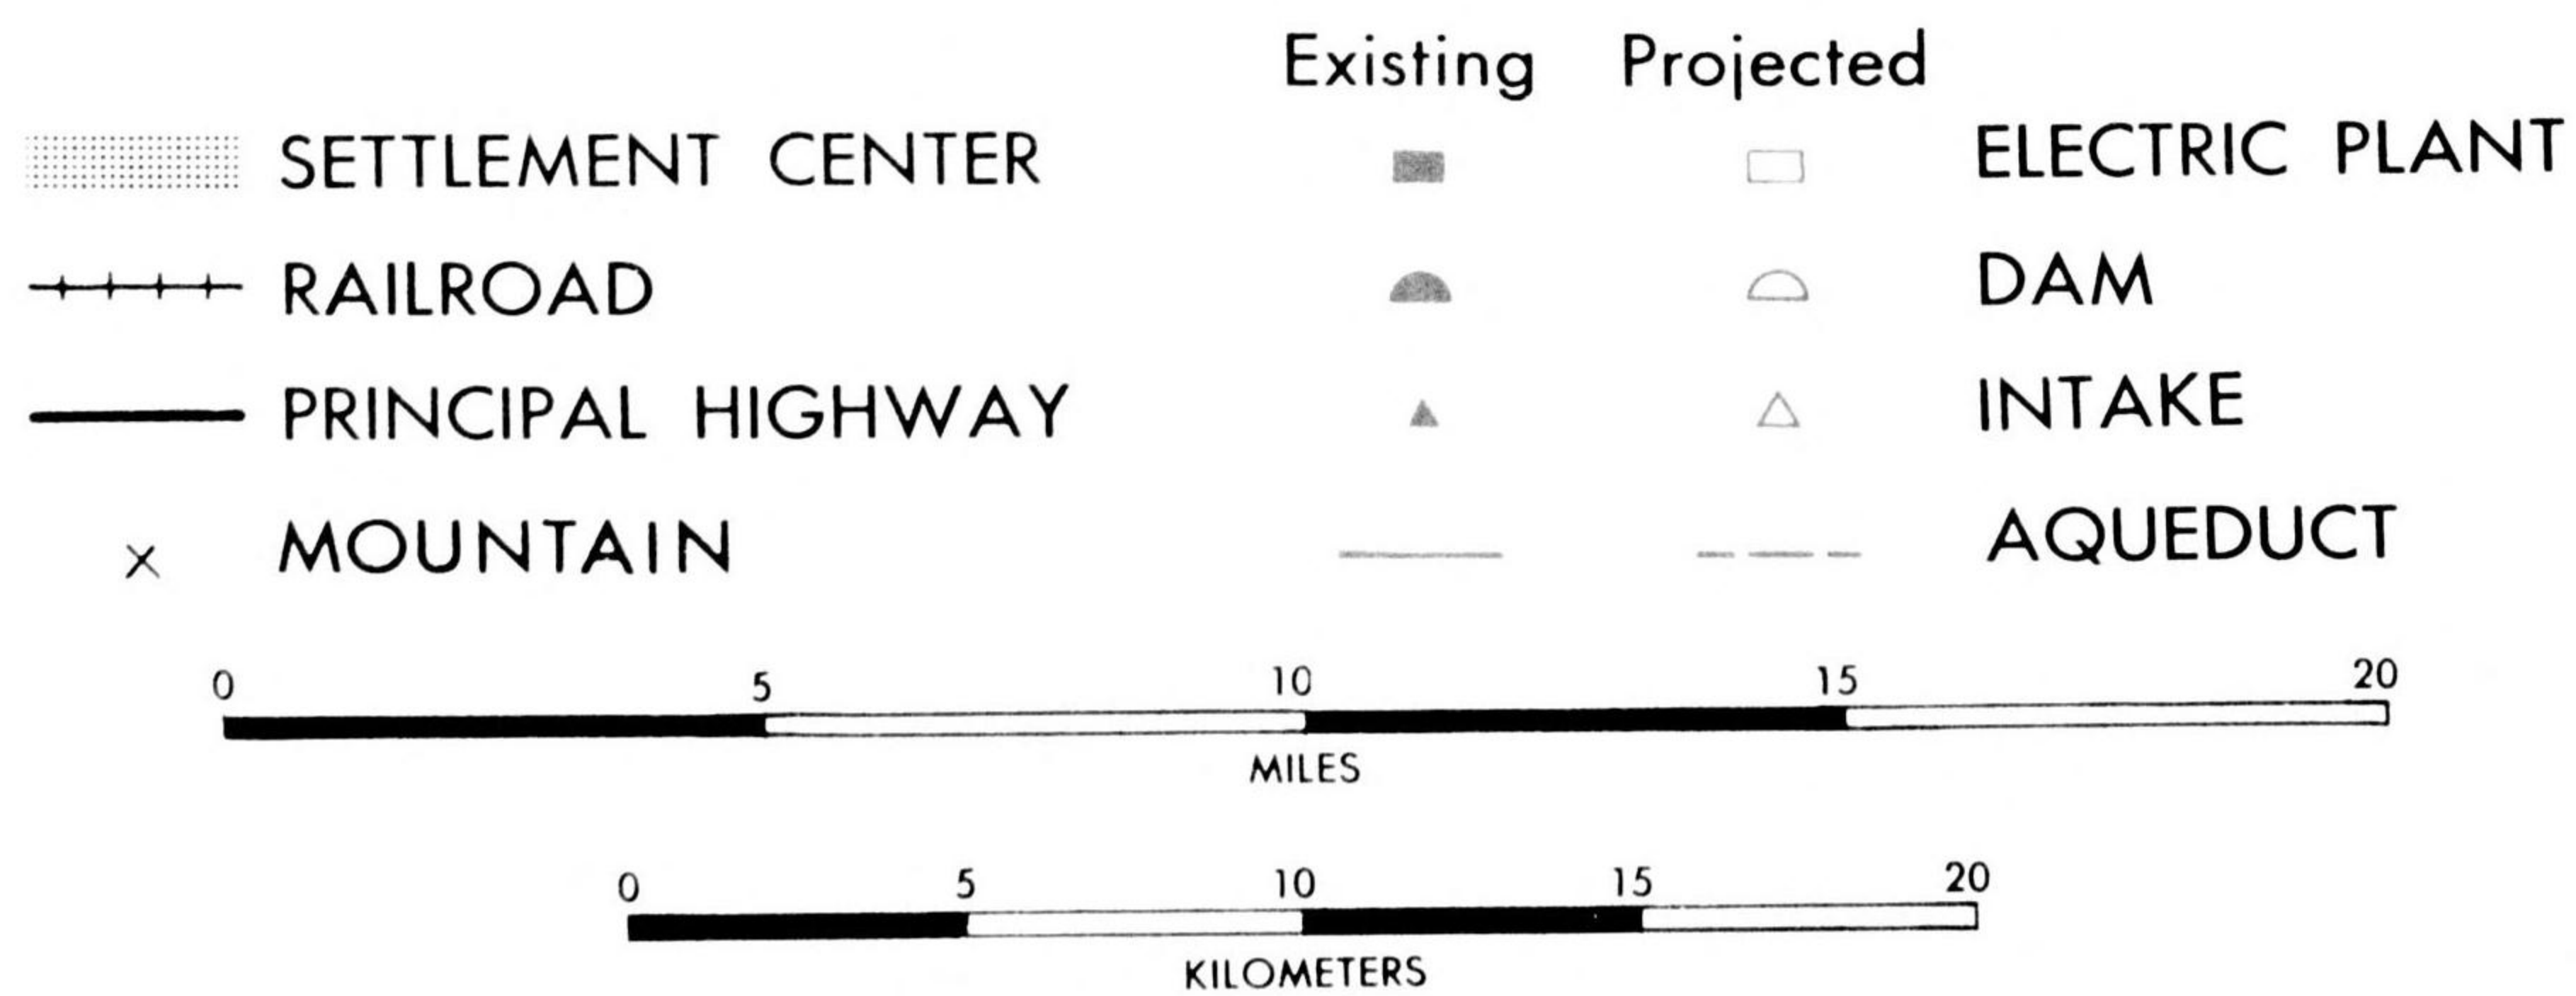 Existing Projected
SETTLEMENT CENTER ELECTRIC PLANT
RAILROAD DAM
PRINCIPAL HIGHWAY INTAKE
MOUNTAIN AQUEDUCT
0 5 10 15 20
MILES
0 5 10 15 20
KILOMETERS